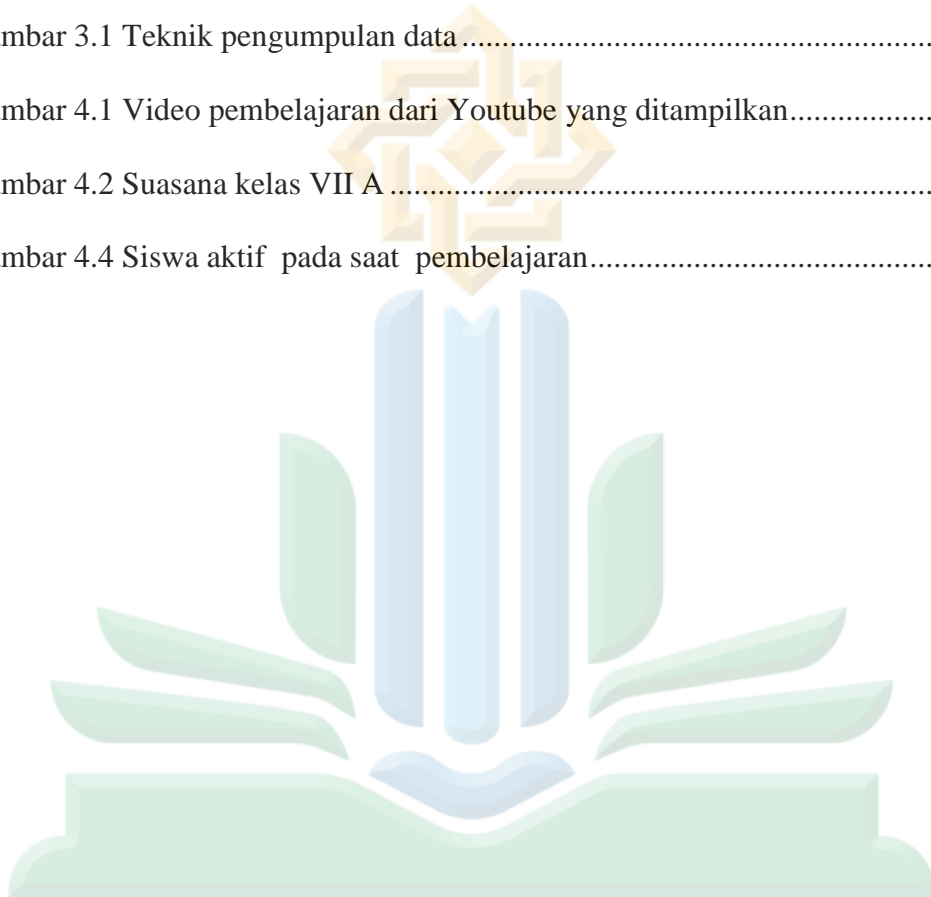 mbar 3.1 Teknik pengumpulan data......................................................
mbar 4.1 Video pembelajaran dari Youtube yang ditampilkan..................
mbar 4.2 Suasana kelas VII A..............................................................
mbar 4.4 Siswa aktif pada saat pembelajaran.......................................